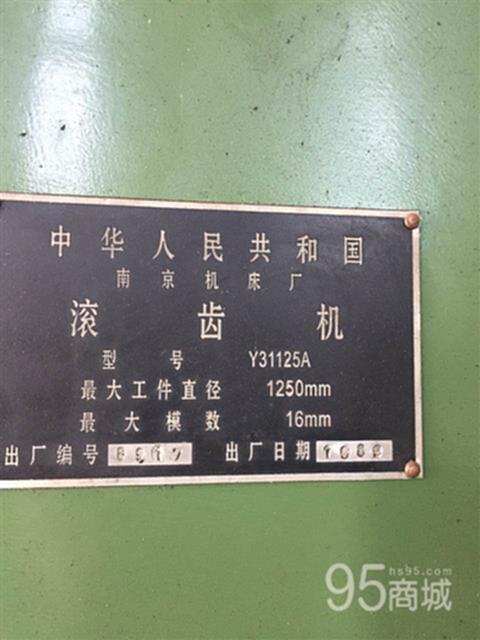 中华人民共和国
南京机床厂
滚齿机
型号 Y31125A
最大工件直径 1250mm
最大模数 16mm
出厂编号 出厂日期
95商城
hs95.com